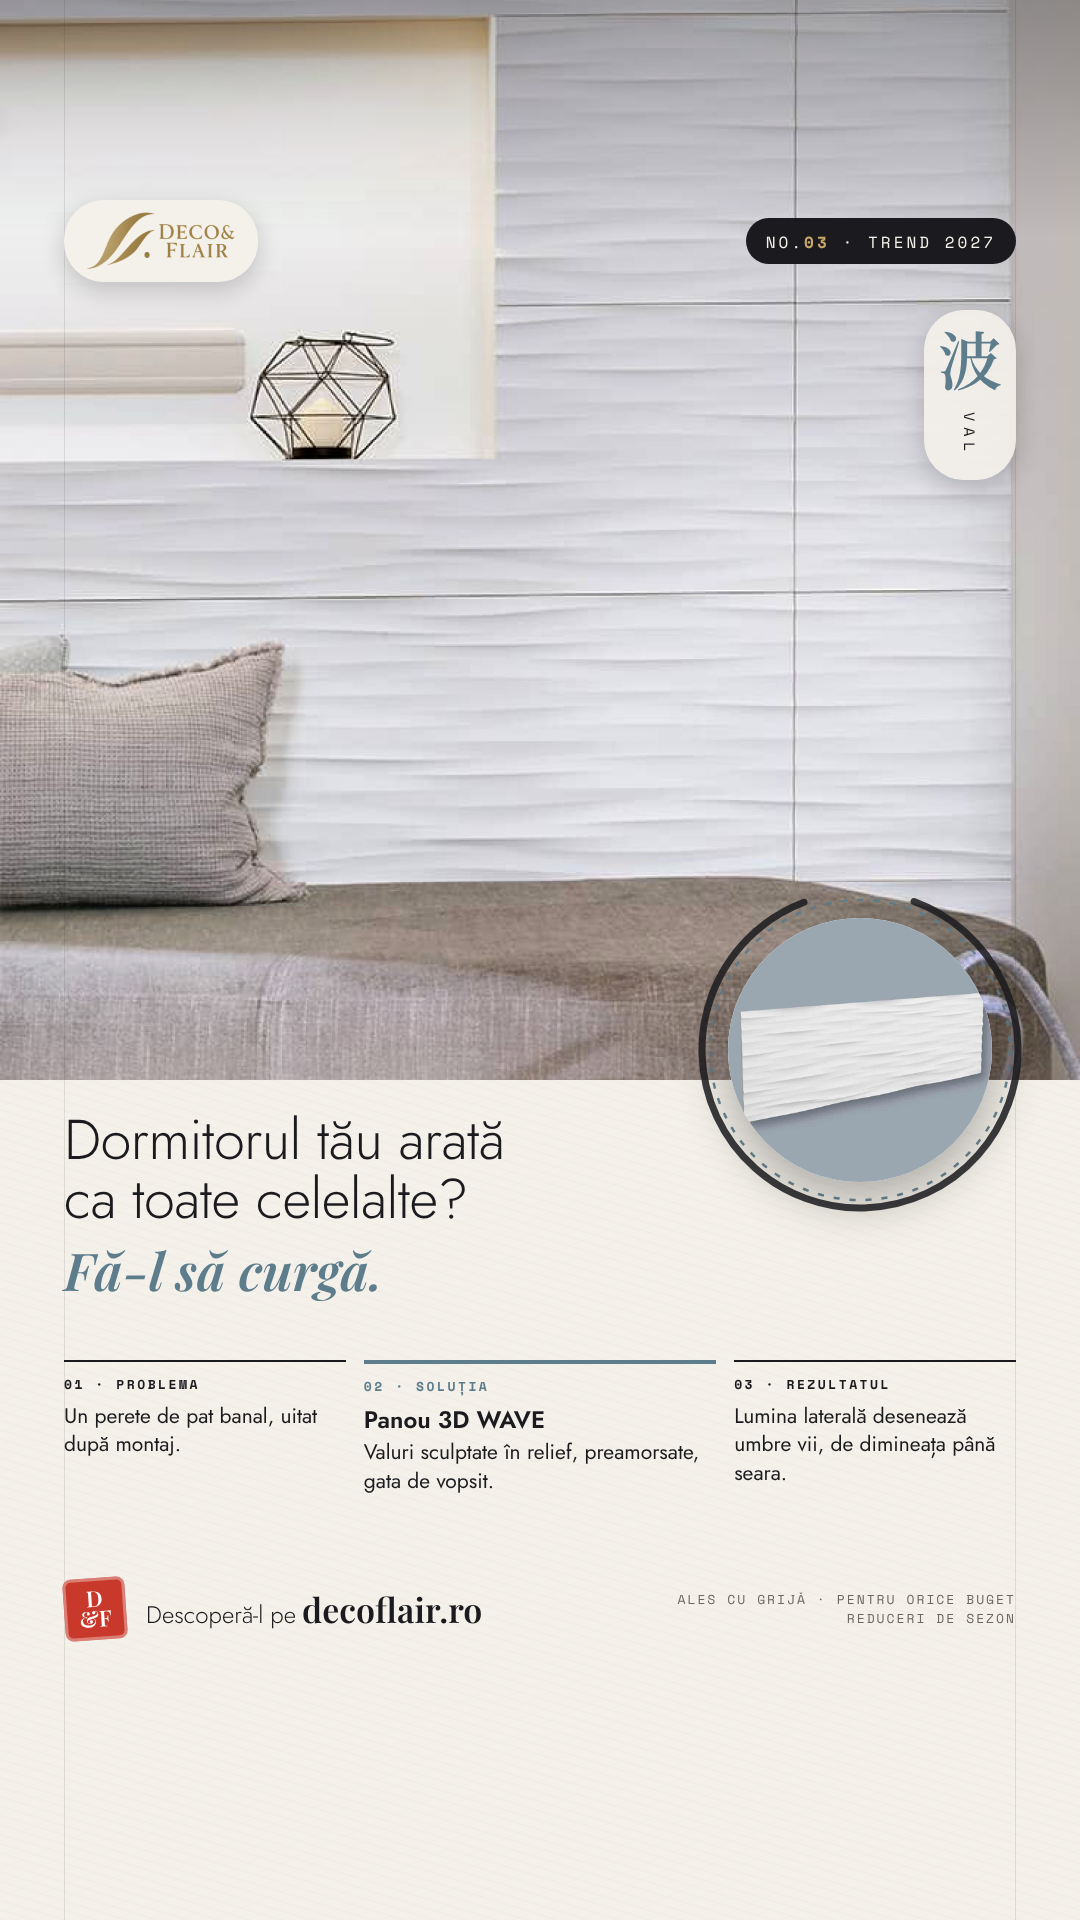 DECO&
FLAIR
NO.03 · TREND 2027
波
VAL
Dormitorul tău arată
ca toate celelalte?
Fă-l să curgă.
01 · PROBLEMA
Un perete de pat banal, uitat
după montaj.
02 · SOLUȚIA
Panou 3D WAVE
Valuri sculptate în relief, preamorsate,
gata de vopsit.
03 · REZULTATUL
Lumina laterală desenează
umbre vii, de dimineața până
seara.
D
&F
Descoperă-l pe decoflair.ro
ALES CU GRIJĂ · PENTRU ORICE BUGET
REDUCERI DE SEZON